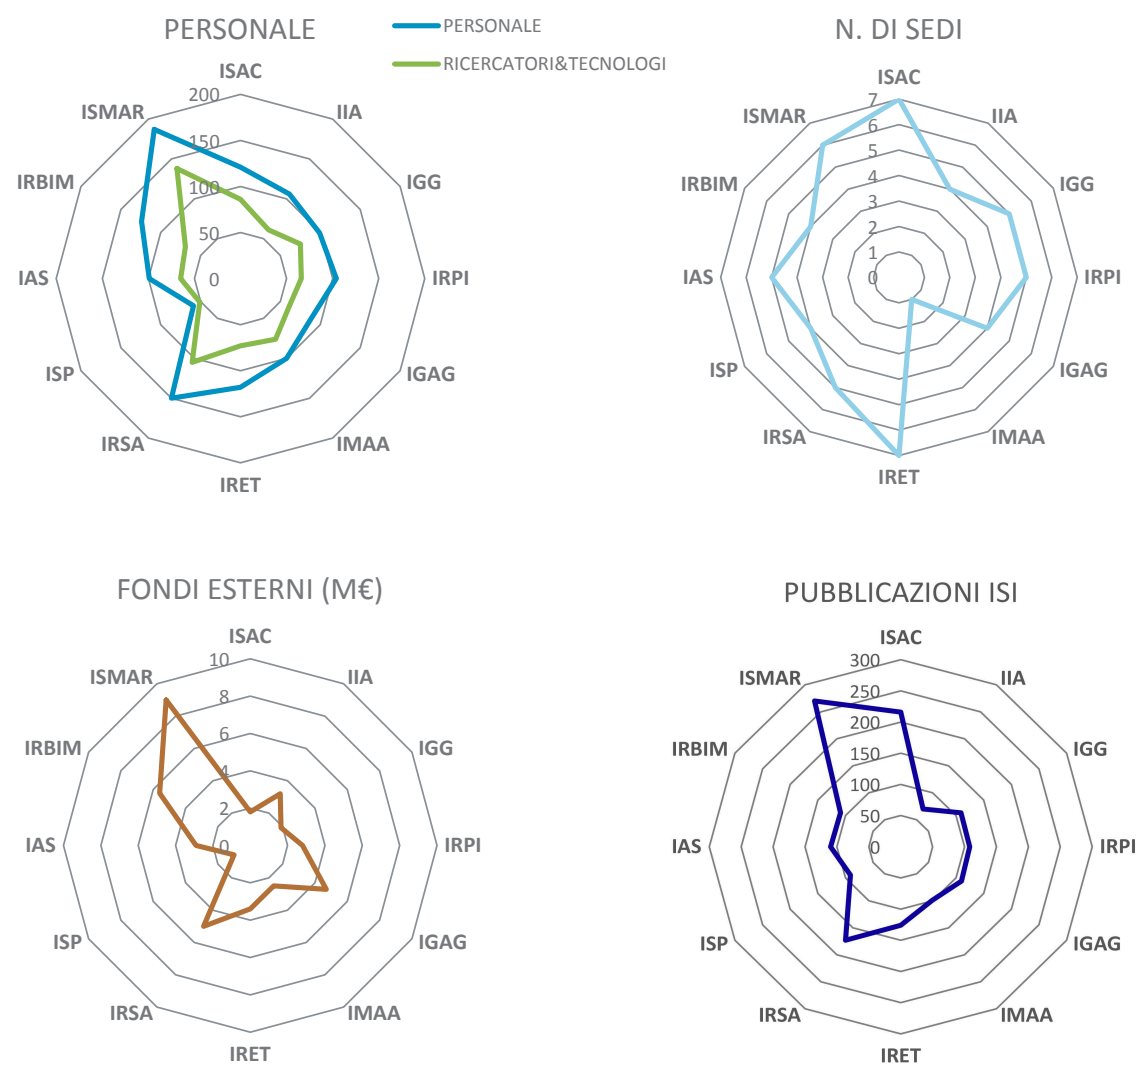 PERSONALE
PERSONALE
RICERCATORI&TECNOLOGI
ISAC
200
IIA
ISMAR
150
IGG
IRBIM
100
50
IAS
0
IRPI
ISP
IGAG
IRSA
IMAA
IRET
N. DI SEDI
ISAC
7
IIA
ISMAR
6
5
IGG
IRBIM
4
3
2
1
IAS
0
IRPI
ISP
IGAG
IRSA
IMAA
IRET
FONDI ESTERNI (M€)
ISAC
10
IIA
ISMAR
8
IGG
IRBIM
6
4
2
IAS
0
IRPI
ISP
IGAG
IRSA
IMAA
IRET
PUBBLICAZIONI ISI
ISAC
300
IIA
ISMAR
250
200
IGG
IRBIM
150
100
50
IAS
0
IRPI
ISP
IGAG
IRSA
IMAA
IRET